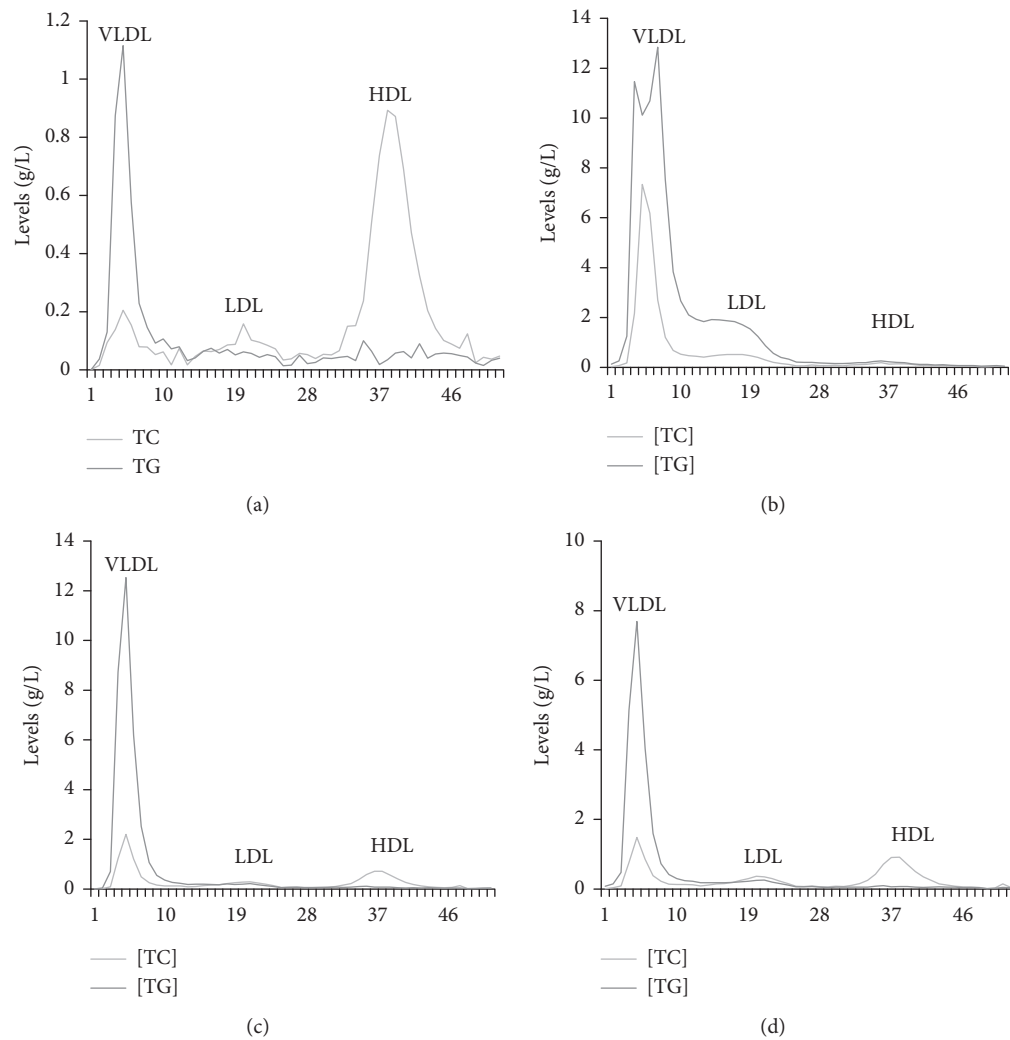 1.2
1
0.8
0.6
0.4
0.2
0
Levels (g/L)
VLDL
LDL
HDL
1 10 19 28 37 46
TC
TG
(a)
14
12
10
8
6
4
2
0
Levels (g/L)
VLDL
LDL
HDL
1 10 19 28 37 46
[TC]
[TG]
(b)
14
12
10
8
6
4
2
0
Levels (g/L)
VLDL
LDL
HDL
1 10 19 28 37 46
[TC]
[TG]
(c)
10
8
6
4
2
0
Levels (g/L)
VLDL
LDL
HDL
1 10 19 28 37 46
[TC]
[TG]
(d)